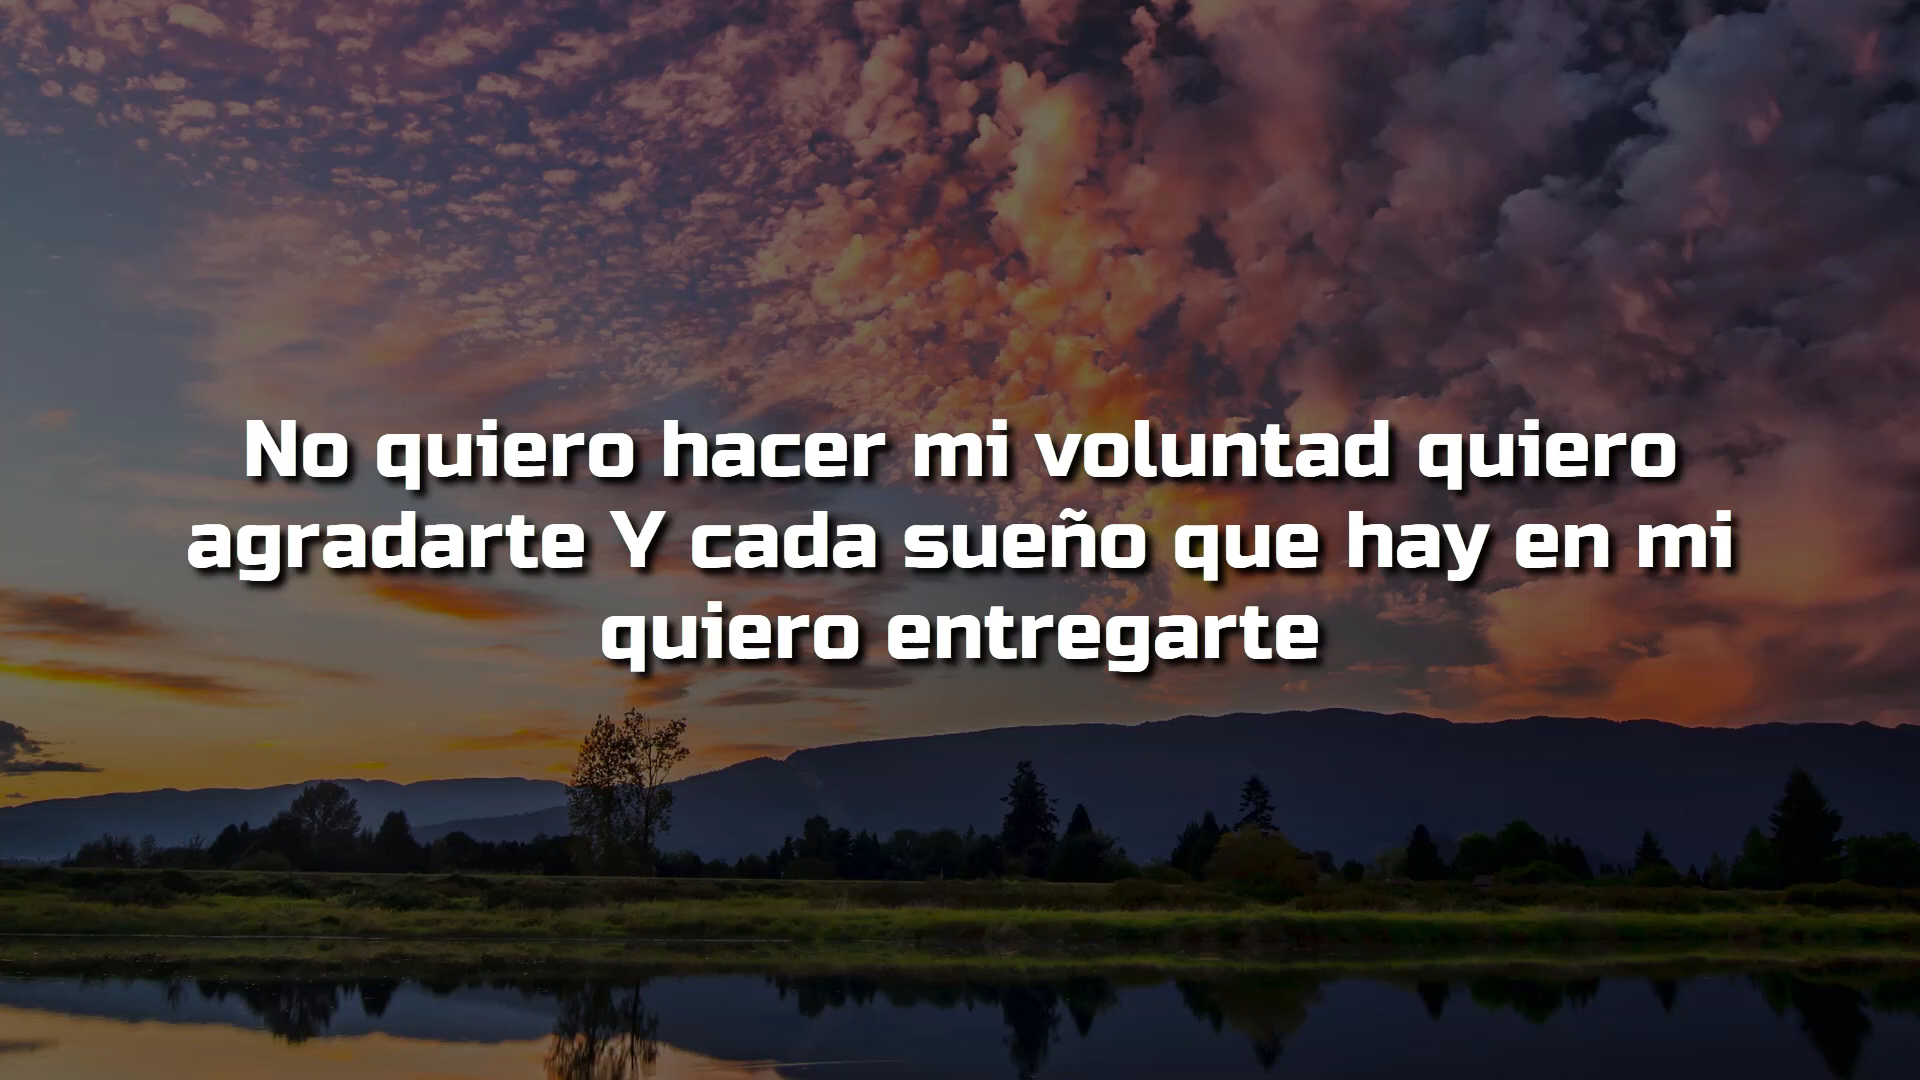 No quiero hacer mi voluntad quiero
agradarte Y cada sueño que hay en mi
quiero entregarte